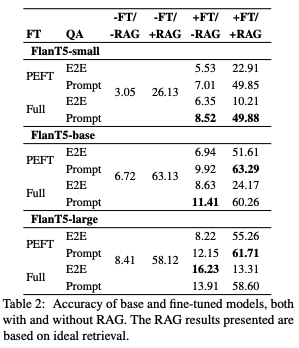 -FT/ -FT/ +FT/ +FT/
FT QA -RAG +RAG -RAG +RAG
FlanT5-small
PEFT E2E 3.05 26.13 5.53 22.91
Prompt 7.01 49.85
Full E2E 6.35 10.21
Prompt 8.52 49.88
FlanT5-base
PEFT E2E 6.72 63.13 6.94 51.61
Prompt 9.92 63.29
Full E2E 8.63 24.17
Prompt 11.41 60.26
FlanT5-large
PEFT E2E 8.41 58.12 8.22 55.26
Prompt 12.15 61.71
Full E2E 16.23 13.31
Prompt 13.91 58.60
Table 2: Accuracy of base and fine-tuned models, both
with and without RAG. The RAG results presented are
based on ideal retrieval.